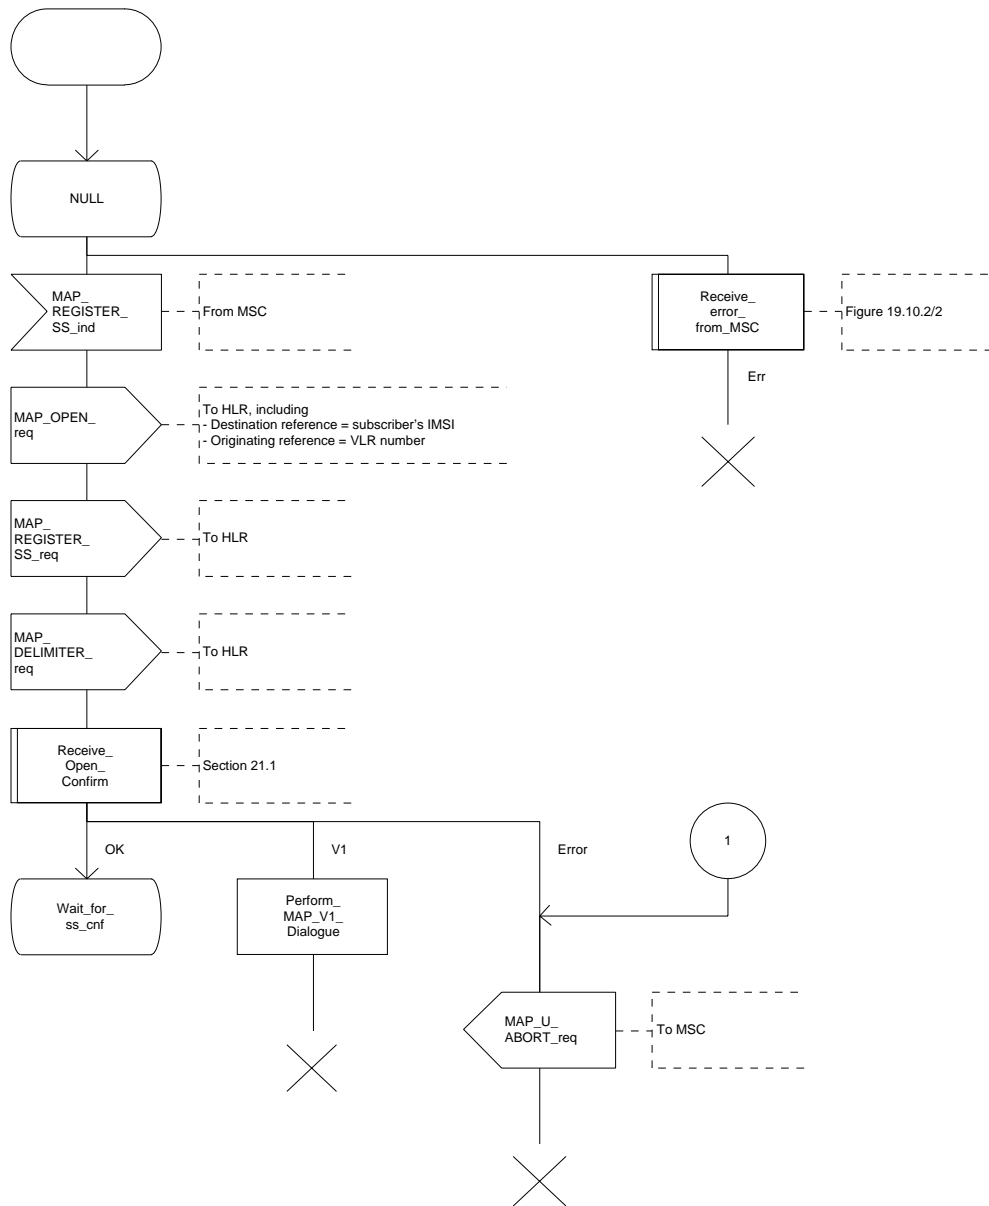 NULL
MAP_
REGISTER_
SS_ind
From MSC
Receive_
error_
from_MSC
Figure 19.10.2/2
Err
MAP_OPEN_
req
To HLR, including
- Destination reference = subscriber's IMSI
- Originating reference = VLR number
MAP_
REGISTER_
SS_req
To HLR
MAP_
DELIMITER_
req
To HLR
Receive_
Open_
Confirm
Section 21.1
OK
V1
Error
1
Wait_for_
ss_cnf
Perform_
MAP_V1_
Dialogue
MAP_U_
ABORT_req
To MSC